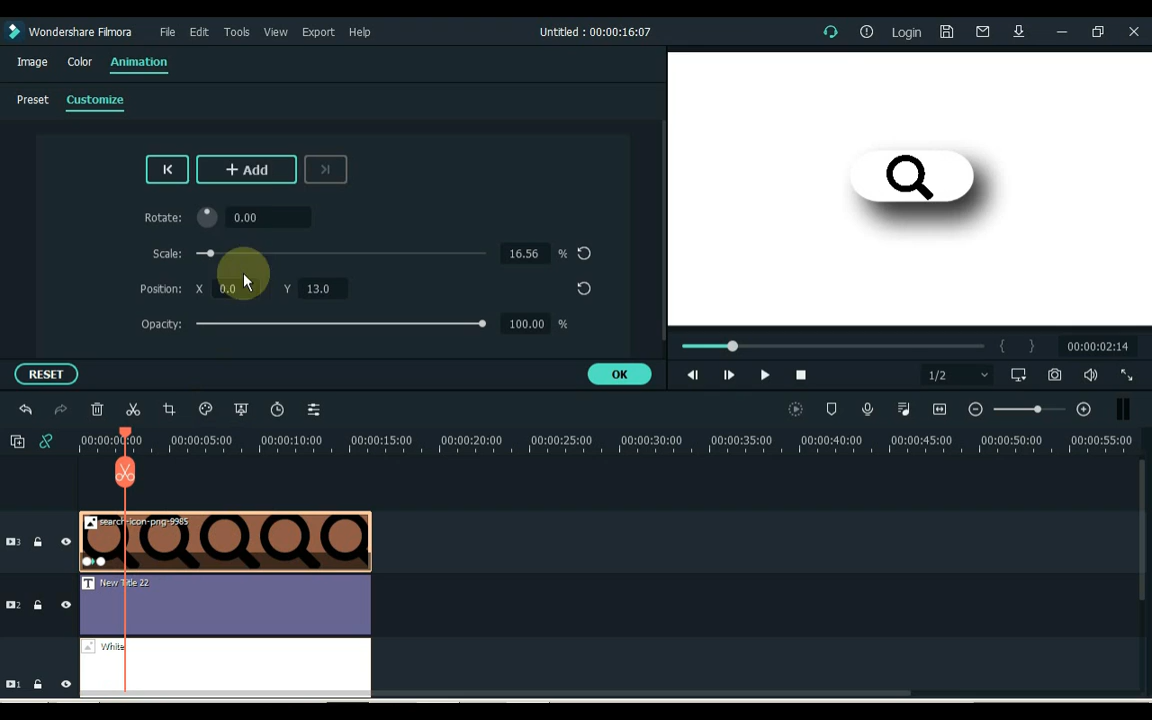 Wondershare Filmora File Edit Tools View Export Help Untitled : 00:00:16:07 Login
Image Color Animation
Preset Customize
+ Add
Rotate: 0.00
Scale: 16.56 %
Position: X 0.0 Y 13.0
Opacity: 100.00 %
{ } 00:00:02:14
RESET OK
1/2
00:00:00:00 00:00:05:00 00:00:10:00 00:00:15:00 00:00:20:00 00:00:25:00 00:00:30:00 00:00:35:00 00:00:40:00 00:00:45:00 00:00:50:00 00:00:55:00
search-icon-png-9985
3
T New Title 22
2
White
1